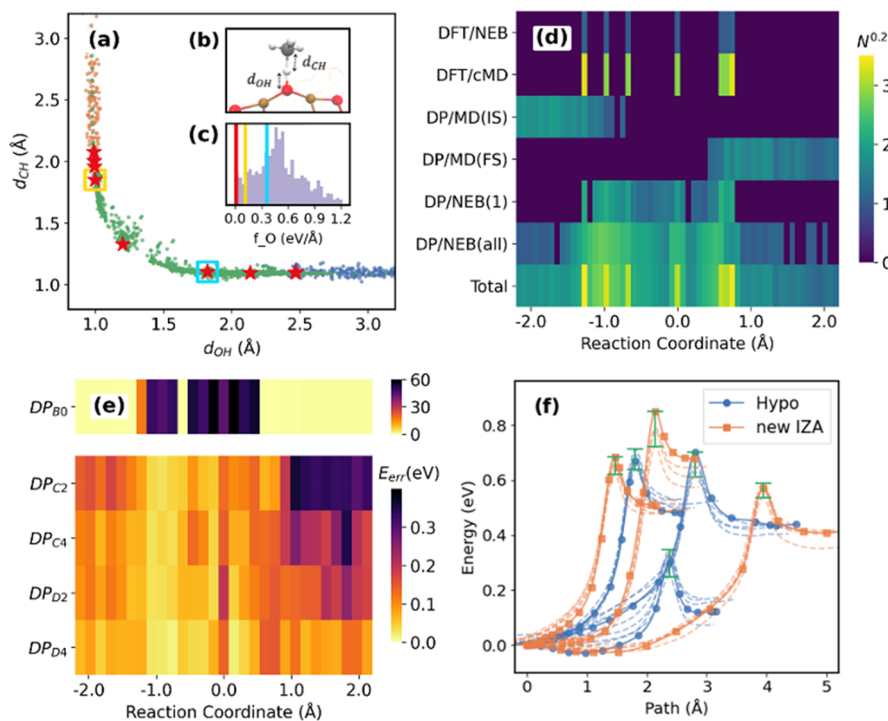 (a)
3.0
2.5
2.0
1.5
1.0
d_CH (Å)
1.0 1.5 2.0 2.5 3.0
d_OH (Å)
(b)
d_CH
d_OH
(c)
0.0 0.3 0.6 0.9 1.2
f_O (eV/Å)
(d)
DFT/NEB
DFT/cMD
DP/MD(IS)
DP/MD(FS)
DP/NEB(1)
DP/NEB(all)
Total
-2.0 -1.0 0.0 1.0 2.0
Reaction Coordinate (Å)
N^0.2
3
2
1
0
(e)
DP_B0
60
30
0
DP_C2
DP_C4
DP_D2
DP_D4
E_err(eV)
0.3
0.2
0.1
0.0
-2.0 -1.0 0.0 1.0 2.0
Reaction Coordinate (Å)
(f)
Hypo
new IZA
0.8
0.6
0.4
0.2
0.0
Energy (eV)
0 1 2 3 4 5
Path (Å)